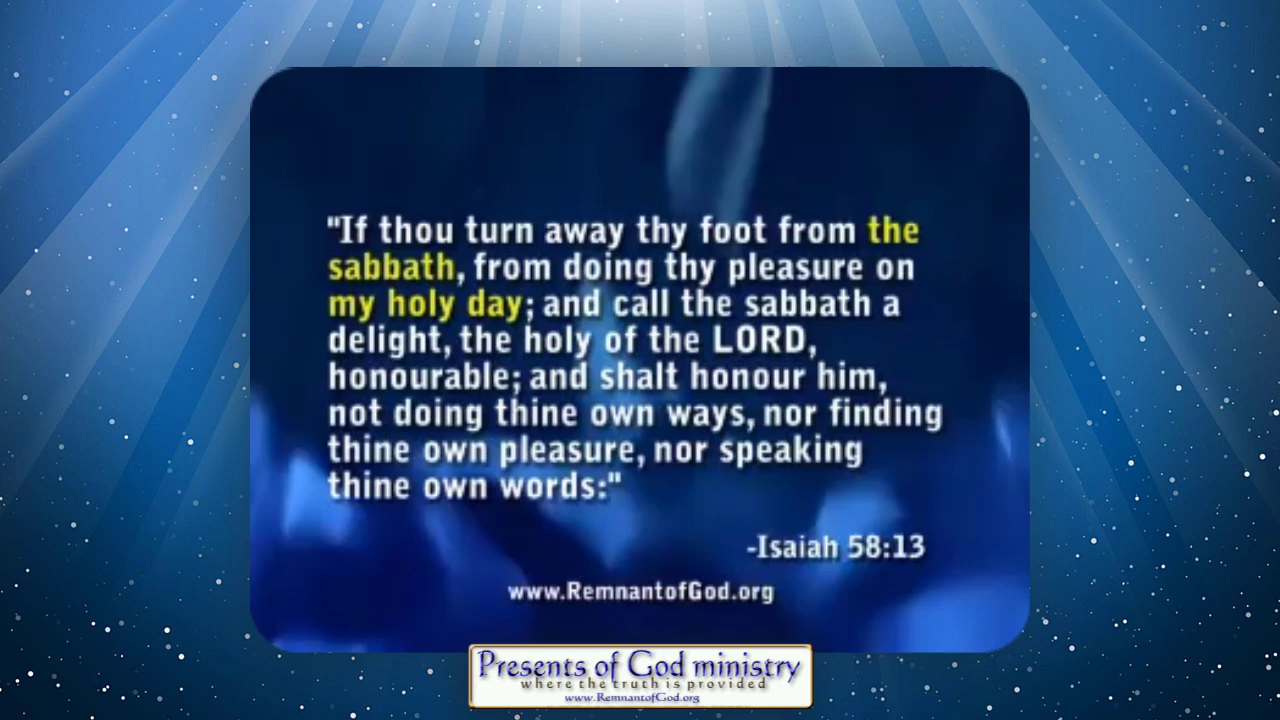 "If thou turn away thy foot from the
sabbath, from doing thy pleasure on
my holy day; and call the sabbath a
delight, the holy of the LORD,
honourable; and shalt honour him,
not doing thine own ways, nor finding
thine own pleasure, nor speaking
thine own words:"
-Isaiah 58:13
www.RemnantofGod.org
Presents of God ministry
where the truth is provided
www.RemnantofGod.org